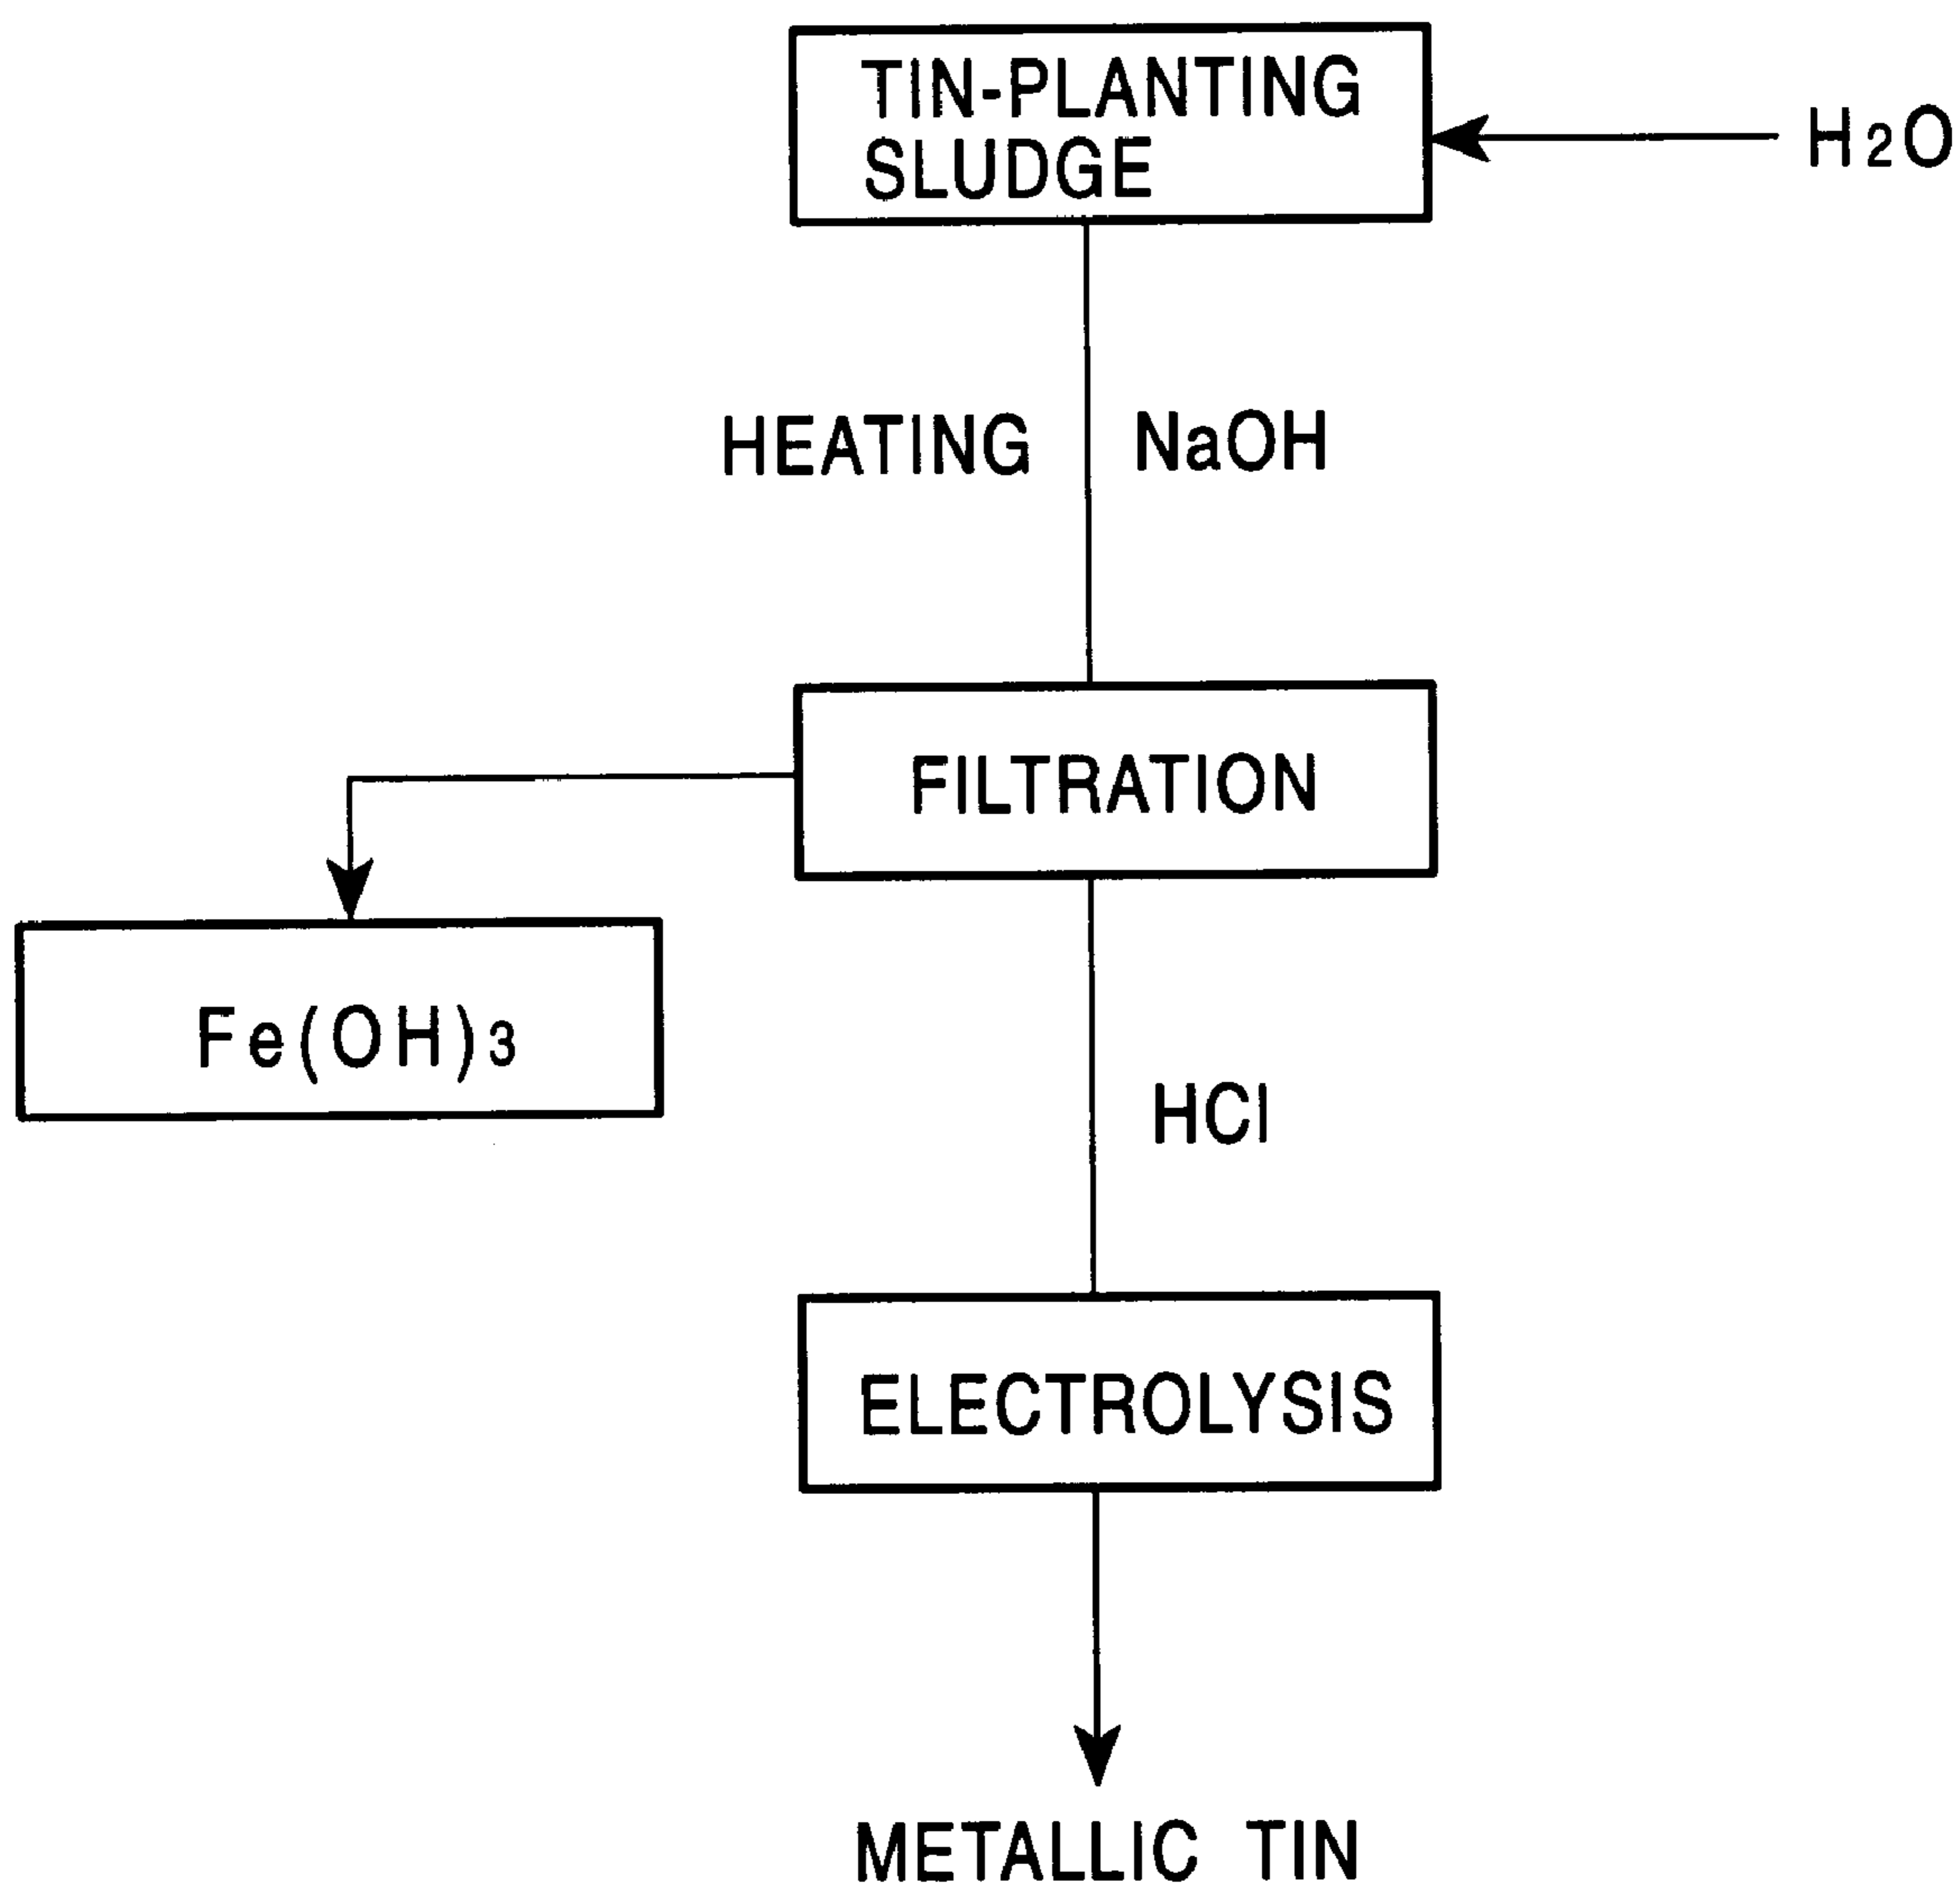 TIN-PLANTING
SLUDGE
H2O
HEATING
NaOH
FILTRATION
Fe(OH)3
HCl
ELECTROLYSIS
METALLIC TIN